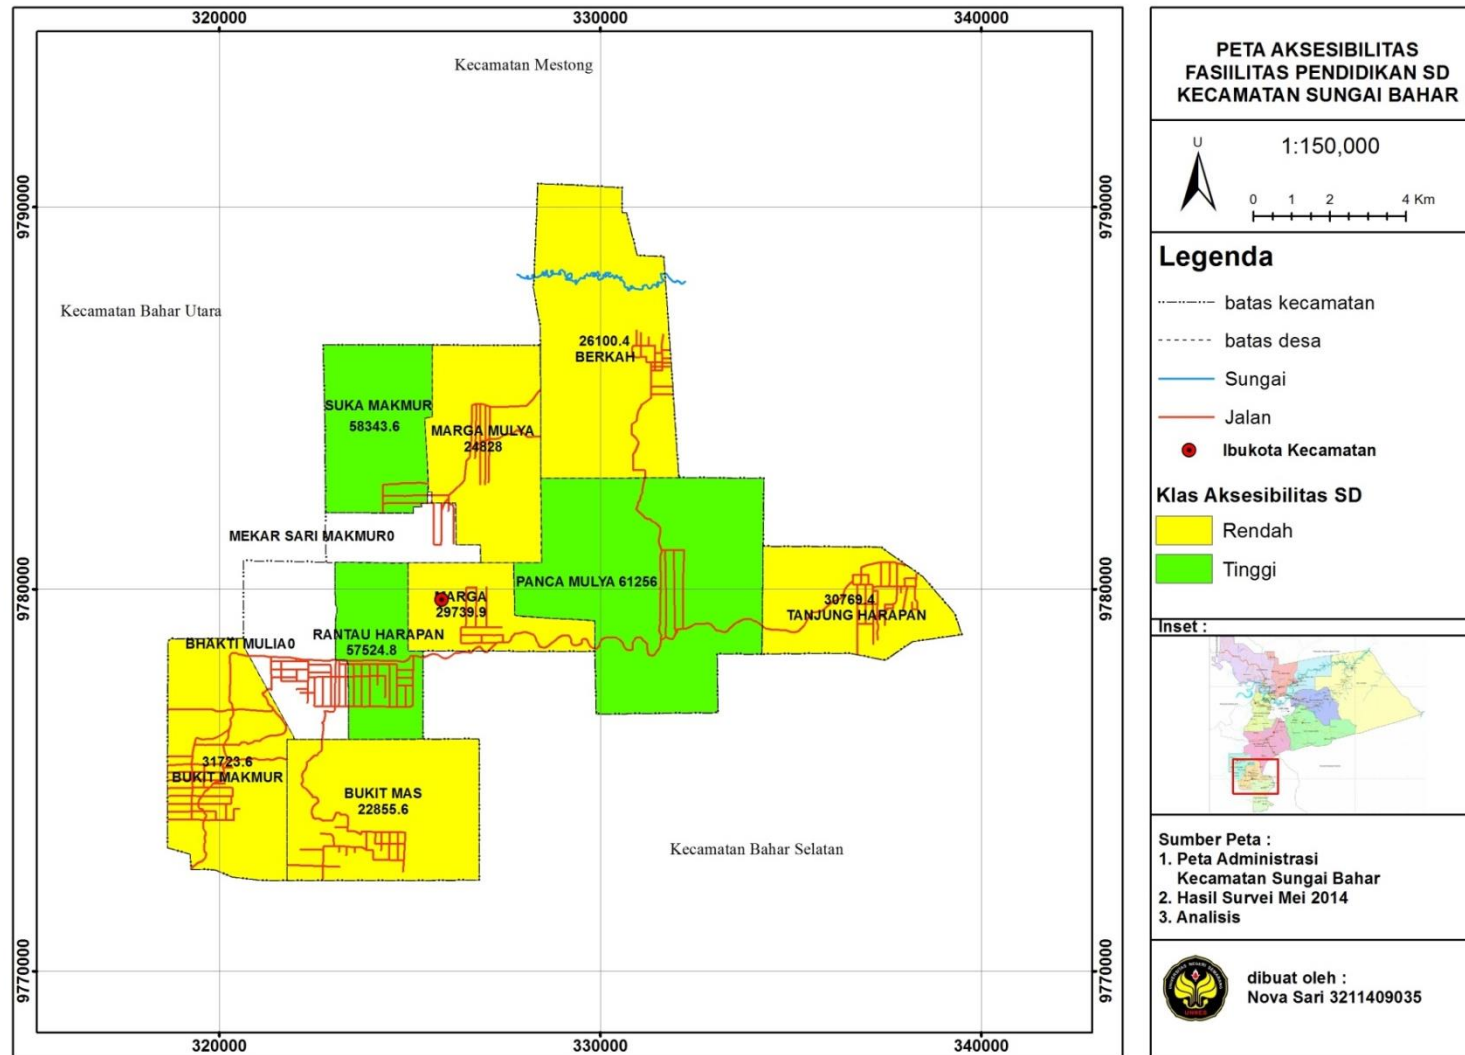 320000
330000
340000
Kecamatan Mestong
9790000
9790000
Kecamatan Bahar Utara
26100.4
BERKAH
SUKA MAKMUR
58343.6
MARGA MULYA
24828
MEKAR SARI MAKMUR0
9780000
9780000
PANCA MULYA 61256
MARGA
29739.9
30769.4
TANJUNG HARAPAN
BHAKTI MULIA0
RANTAU HARAPAN
57524.8
31723.6
BUKIT MAKMUR
BUKIT MAS
22855.6
Kecamatan Bahar Selatan
9770000
9770000
320000
330000
340000
PETA AKSESIBILITAS
FASIILITAS PENDIDIKAN SD
KECAMATAN SUNGAI BAHAR
U
1:150,000
0 1 2 4 Km
Legenda
batas kecamatan
batas desa
Sungai
Jalan
Ibukota Kecamatan
Klas Aksesibilitas SD
Rendah
Tinggi
Inset :
Sumber Peta :
1. Peta Administrasi
Kecamatan Sungai Bahar
2. Hasil Survei Mei 2014
3. Analisis
UNNES
dibuat oleh :
Nova Sari 3211409035